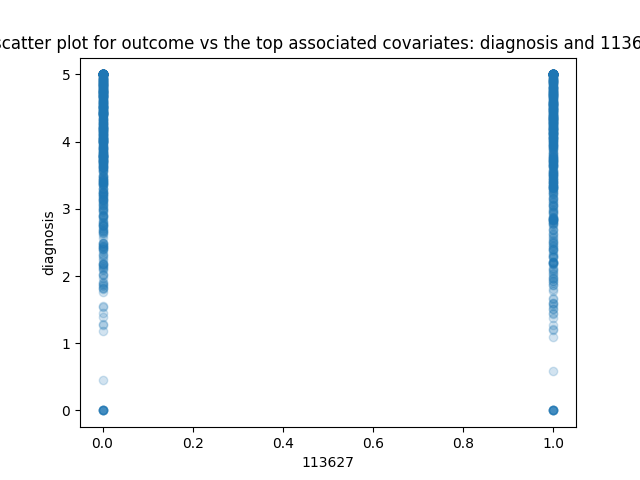 scatter plot for outcome vs the top associated covariates: diagnosis and 1136
5
4
3
2
1
0
diagnosis
0.0 0.2 0.4 0.6 0.8 1.0
113627